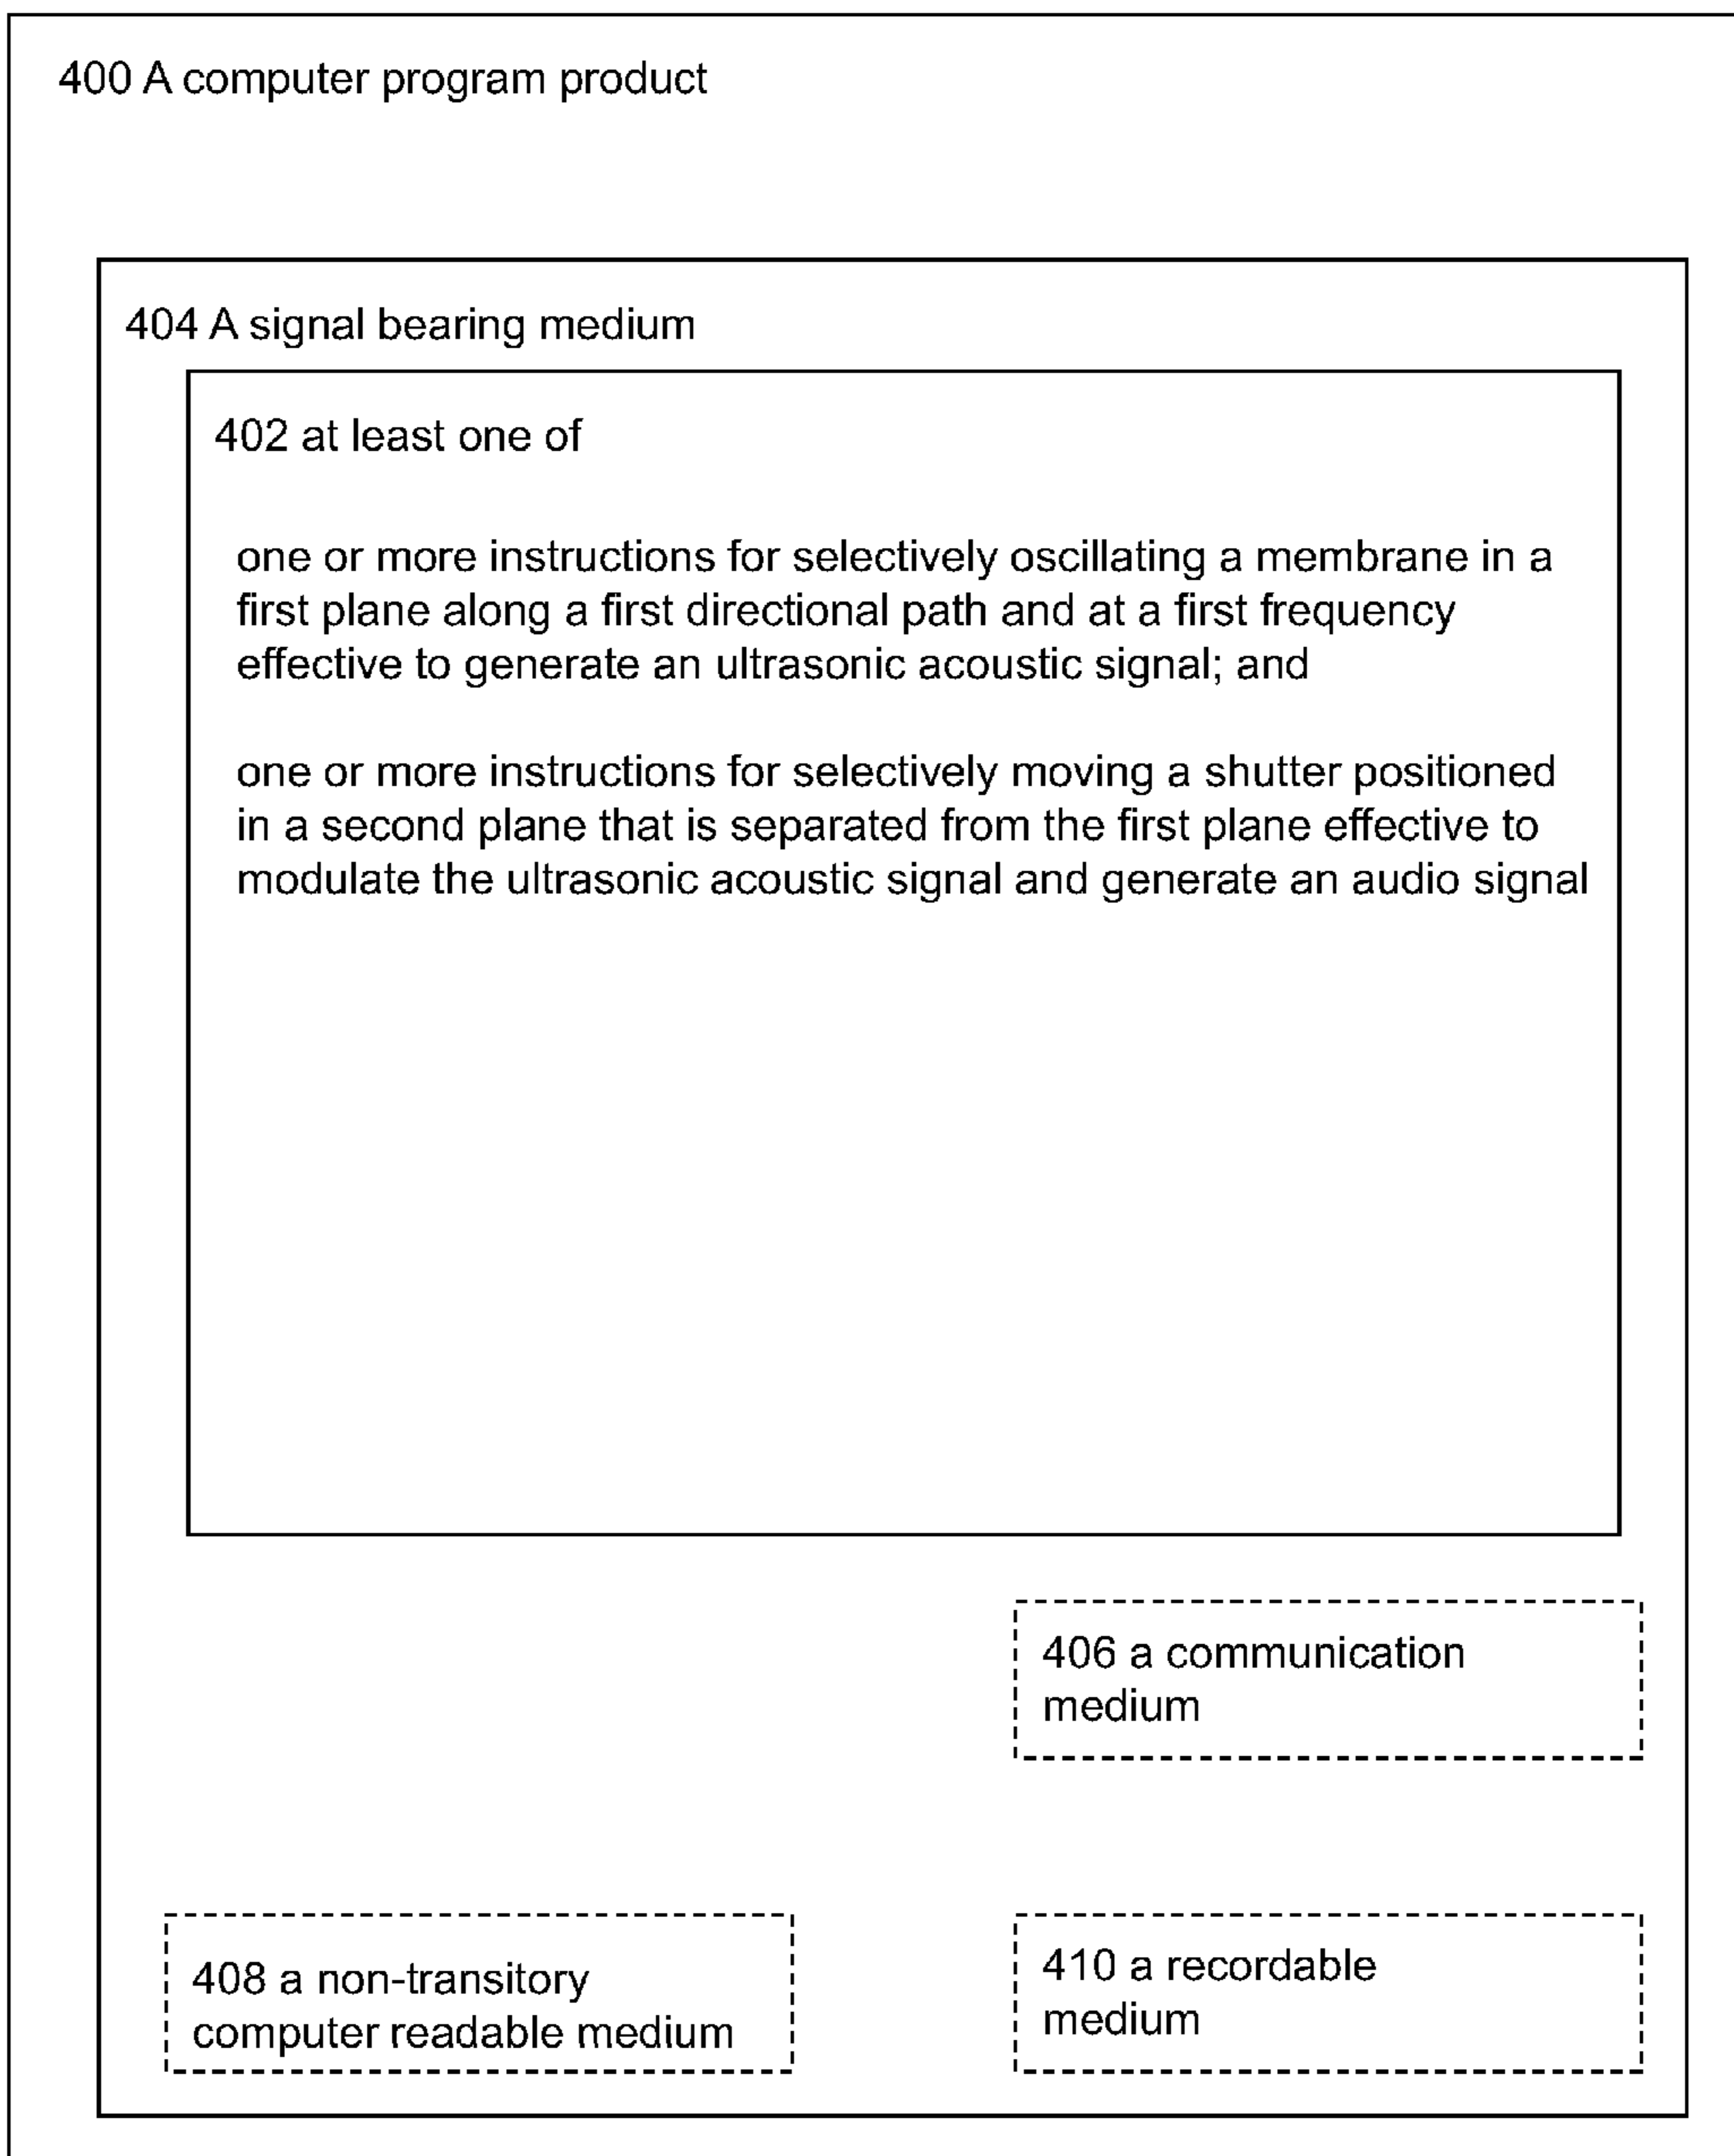 400 A computer program product
404 A signal bearing medium
402 at least one of
one or more instructions for selectively oscillating a membrane in a
first plane along a first directional path and at a first frequency
effective to generate an ultrasonic acoustic signal; and
one or more instructions for selectively moving a shutter positioned
in a second plane that is separated from the first plane effective to
modulate the ultrasonic acoustic signal and generate an audio signal
406 a communication
medium
408 a non-transitory
computer readable medium
410 a recordable
medium